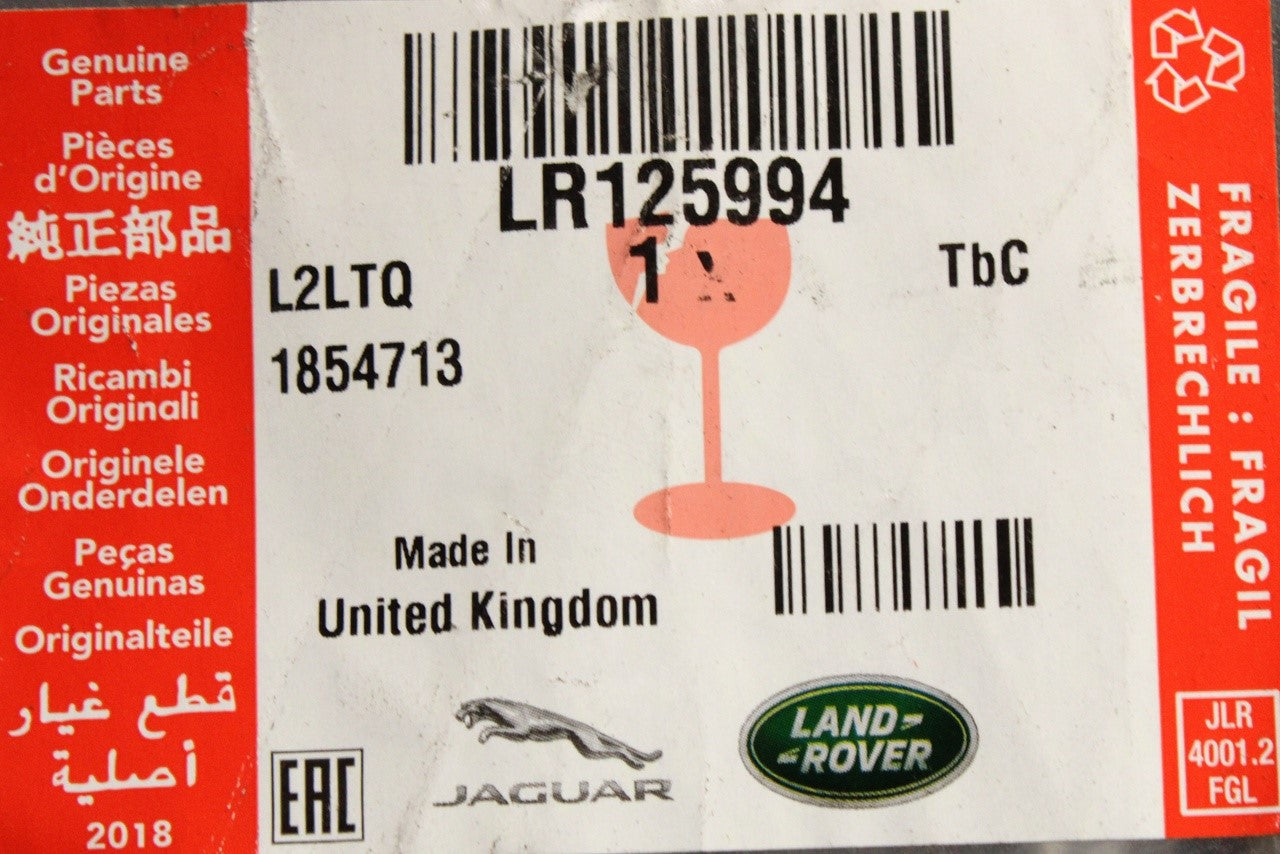 Genuine
Parts
Pièces
d'Origine
純正部品
Piezas
Originales
Ricambi
Originali
Originele
Onderdelen
Peças
Genuinas
Originalteile
قطع غيار
أصلية
2018
LR125994
1
L2LTQ
TbC
1854713
Made In
United Kingdom
EAC
JAGUAR
LAND
ROVER
FRAGILE : FRAGIL
ZERBRECHLICH
JLR
4001.2
FGL